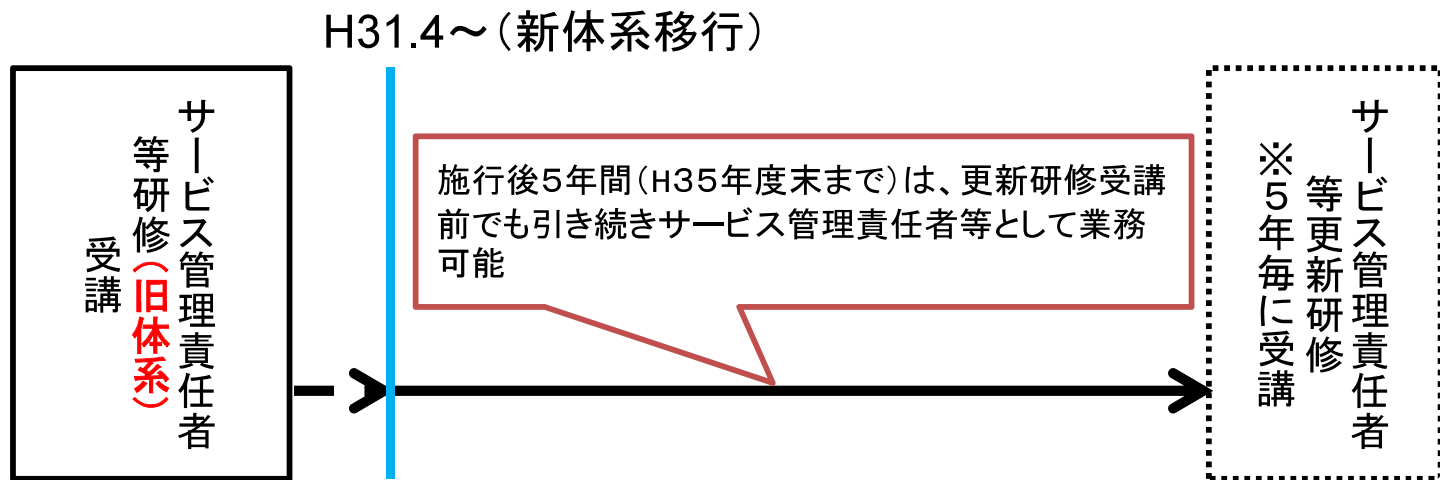 H31.4～（新体系移行）
サービス管理責任者
等研修（旧体系）
受講
施行後５年間（H３５年度末まで）は、更新研修受講
前でも引き続きサービス管理責任者等として業務
可能
サービス管理責任者
等更新研修
※５年毎に受講